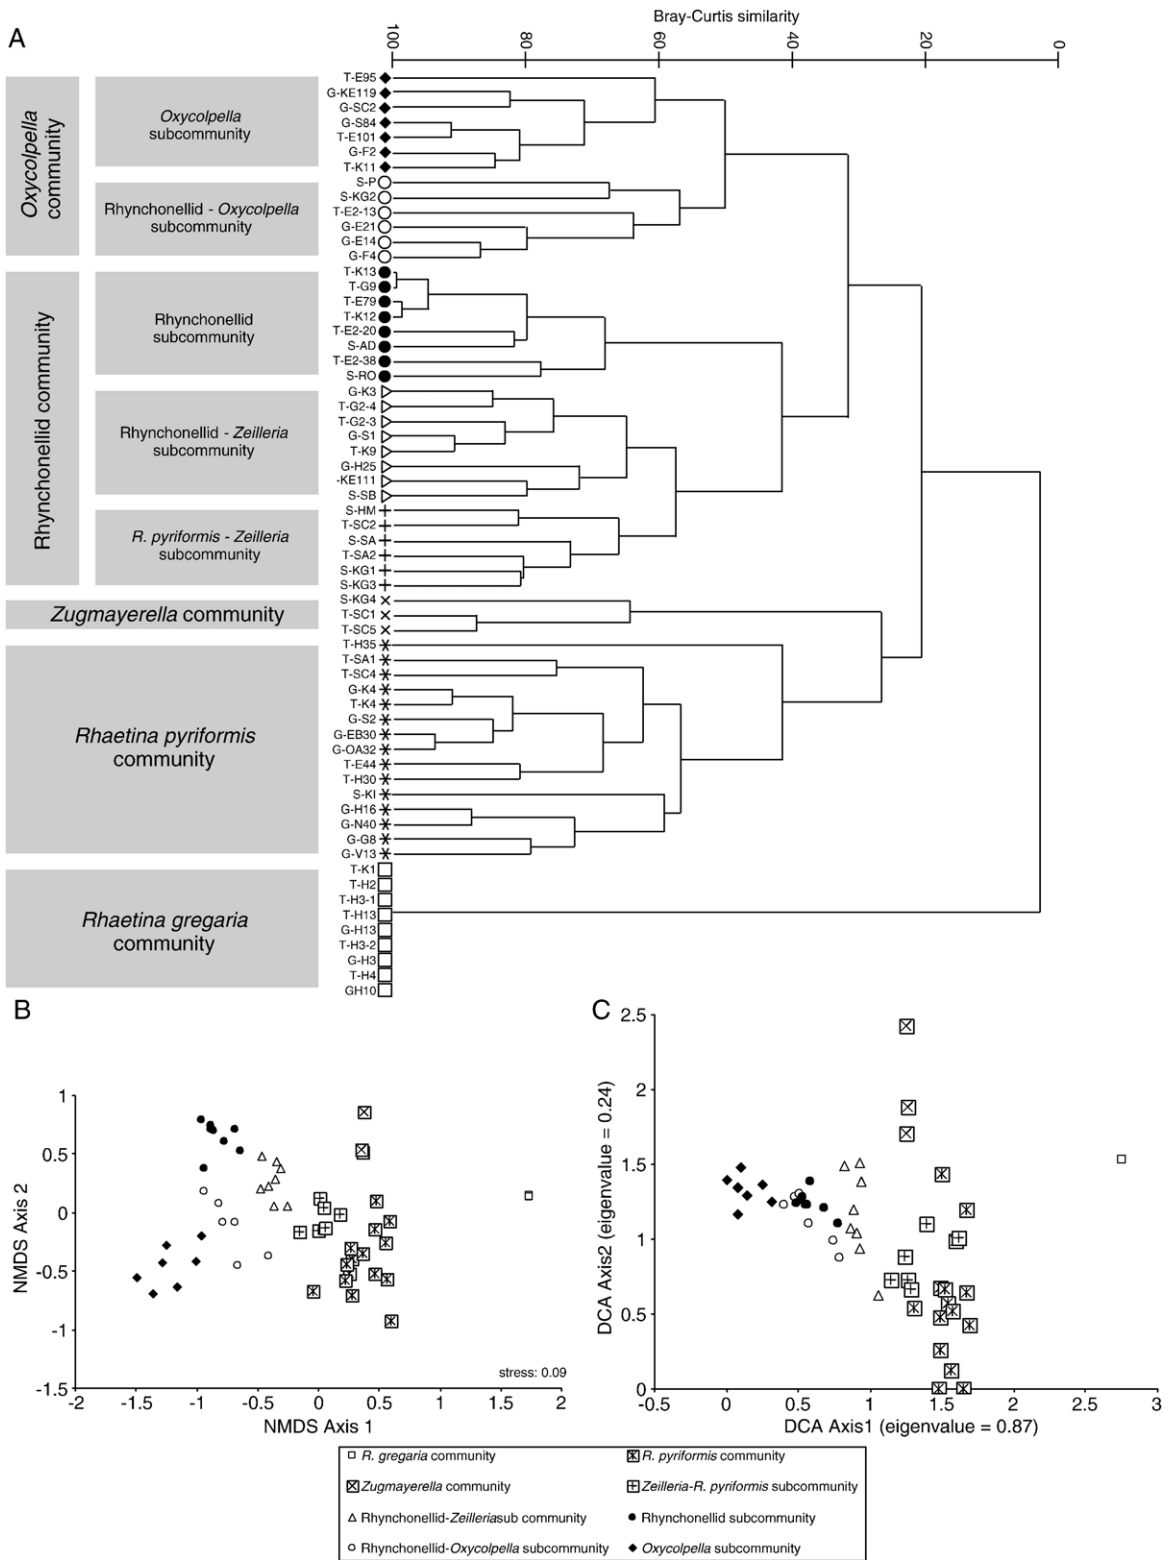 A
Bray-Curtis similarity
100
80
60
40
20
0
Oxycolpella
community
Oxycolpella
subcommunity
Rhynchonellid - Oxycolpella
subcommunity
Rhynchonellid community
Rhynchonellid
subcommunity
Rhynchonellid - Zeilleria
subcommunity
R. pyriformis - Zeilleria
subcommunity
Zugmayerella community
Rhaetina pyriformis
community
Rhaetina gregaria
community
T-E95
G-KE119
G-SC2
G-S84
T-E101
G-F2
T-K11
S-P
S-KG2
T-E2-13
G-E21
G-E14
G-F4
T-K13
T-G9
T-E79
T-K12
T-E2-20
S-AD
T-E2-38
S-RO
G-K3
T-G2-4
T-G2-3
G-S1
T-K9
G-H25
-KE111
S-SB
S-HM
T-SC2
S-SA
T-SA2
S-KG1
S-KG3
S-KG4
T-SC1
T-SC5
T-H35
T-SA1
T-SC4
G-K4
T-K4
G-S2
G-EB30
G-OA32
T-E44
T-H30
S-KI
G-H16
G-N40
G-G8
G-V13
T-K1
T-H2
T-H3-1
T-H13
G-H13
T-H3-2
G-H3
T-H4
GH10
B
NMDS Axis 2
1
0.5
0
-0.5
-1
-1.5
-2
-1.5
-1
-0.5
0
0.5
1
1.5
2
stress: 0.09
NMDS Axis 1
C
DCA Axis2 (eigenvalue = 0.24)
2.5
2
1.5
1
0.5
0
-0.5
0
0.5
1
1.5
2
2.5
3
DCA Axis1 (eigenvalue = 0.87)
R. gregaria community
R. pyriformis community
Zugmayerella community
Zeilleria-R. pyriformis subcommunity
Rhynchonellid-Zeilleriasub community
Rhynchonellid subcommunity
Rhynchonellid-Oxycolpella subcommunity
Oxycolpella subcommunity